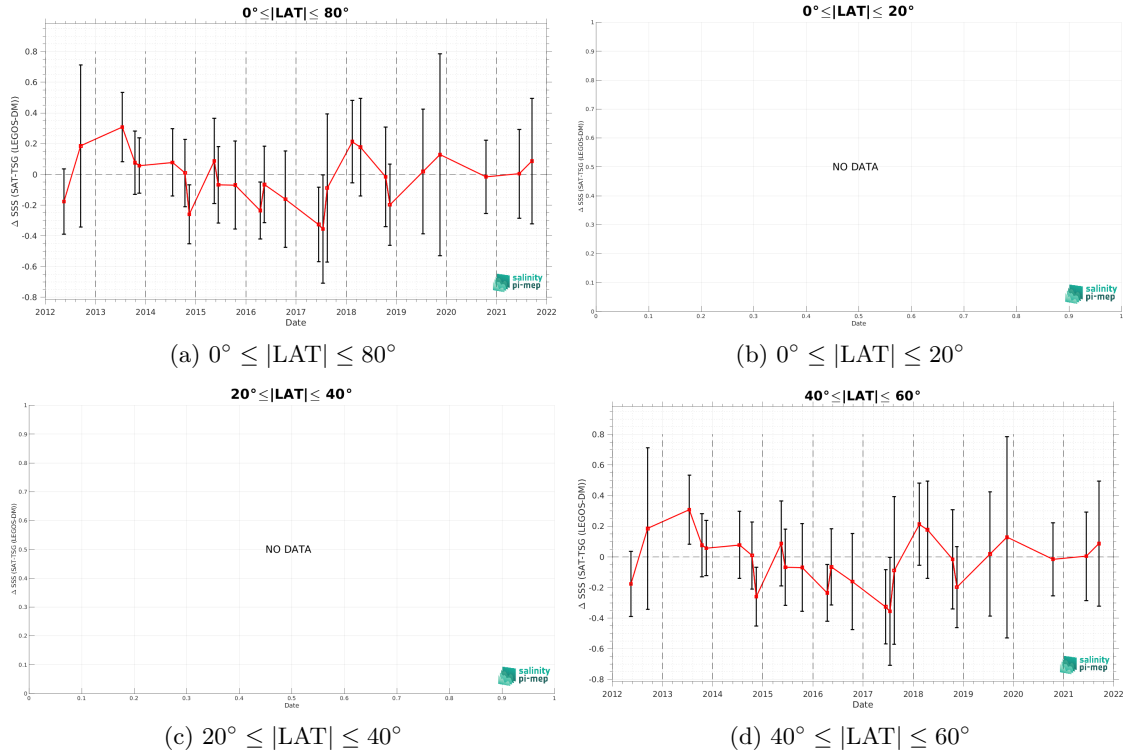 0°≤|LAT|≤ 80°
Δ SSS (SAT-TSG (LEGOS-DM))
0.8
0.6
0.4
0.2
0
-0.2
-0.4
-0.6
-0.8
2012 2013 2014 2015 2016 2017 2018 2019 2020 2021 2022
Date
salinity
pi-mep
(a) 0° ≤ |LAT| ≤ 80°
0°≤|LAT|≤ 20°
Δ SSS (SAT-TSG (LEGOS-DM))
1
0.9
0.8
0.7
0.6
0.5
0.4
0.3
0.2
0.1
0
NO DATA
0 0.1 0.2 0.3 0.4 0.5 0.6 0.7 0.8 0.9 1
Date
salinity
pi-mep
(b) 0° ≤ |LAT| ≤ 20°
20°≤|LAT|≤ 40°
Δ SSS (SAT-TSG (LEGOS-DM))
1
0.9
0.8
0.7
0.6
0.5
0.4
0.3
0.2
0.1
0
NO DATA
0 0.1 0.2 0.3 0.4 0.5 0.6 0.7 0.8 0.9 1
Date
salinity
pi-mep
(c) 20° ≤ |LAT| ≤ 40°
40°≤|LAT|≤ 60°
Δ SSS (SAT-TSG (LEGOS-DM))
0.8
0.6
0.4
0.2
0
-0.2
-0.4
-0.6
-0.8
2012 2013 2014 2015 2016 2017 2018 2019 2020 2021 2022
Date
salinity
pi-mep
(d) 40° ≤ |LAT| ≤ 60°